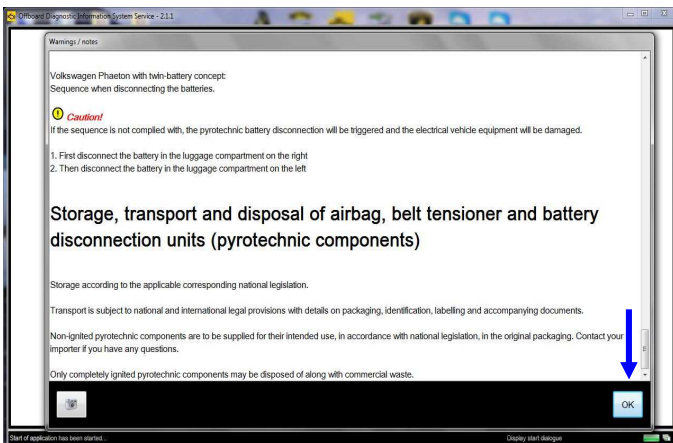 Offboard Diagnostic Information System Service - 2.1.1
Warnings / notes
Volkswagen Phaeton with twin-battery concept:
Sequence when disconnecting the batteries.
Caution!
If the sequence is not complied with, the pyrotechnic battery disconnection will be triggered and the electrical vehicle equipment will be damaged.
1. First disconnect the battery in the luggage compartment on the right
2. Then disconnect the battery in the luggage compartment on the left
Storage, transport and disposal of airbag, belt tensioner and battery
disconnection units (pyrotechnic components)
Storage according to the applicable corresponding national legislation.
Transport is subject to national and international legal provisions with details on packaging, identification, labelling and accompanying documents.
Non-ignited pyrotechnic components are to be supplied for their intended use, in accordance with national legislation, in the original packaging. Contact your
importer if you have any questions.
Only completely ignited pyrotechnic components may be disposed of along with commercial waste.
OK
Start of application has been started...
Display start dialogue